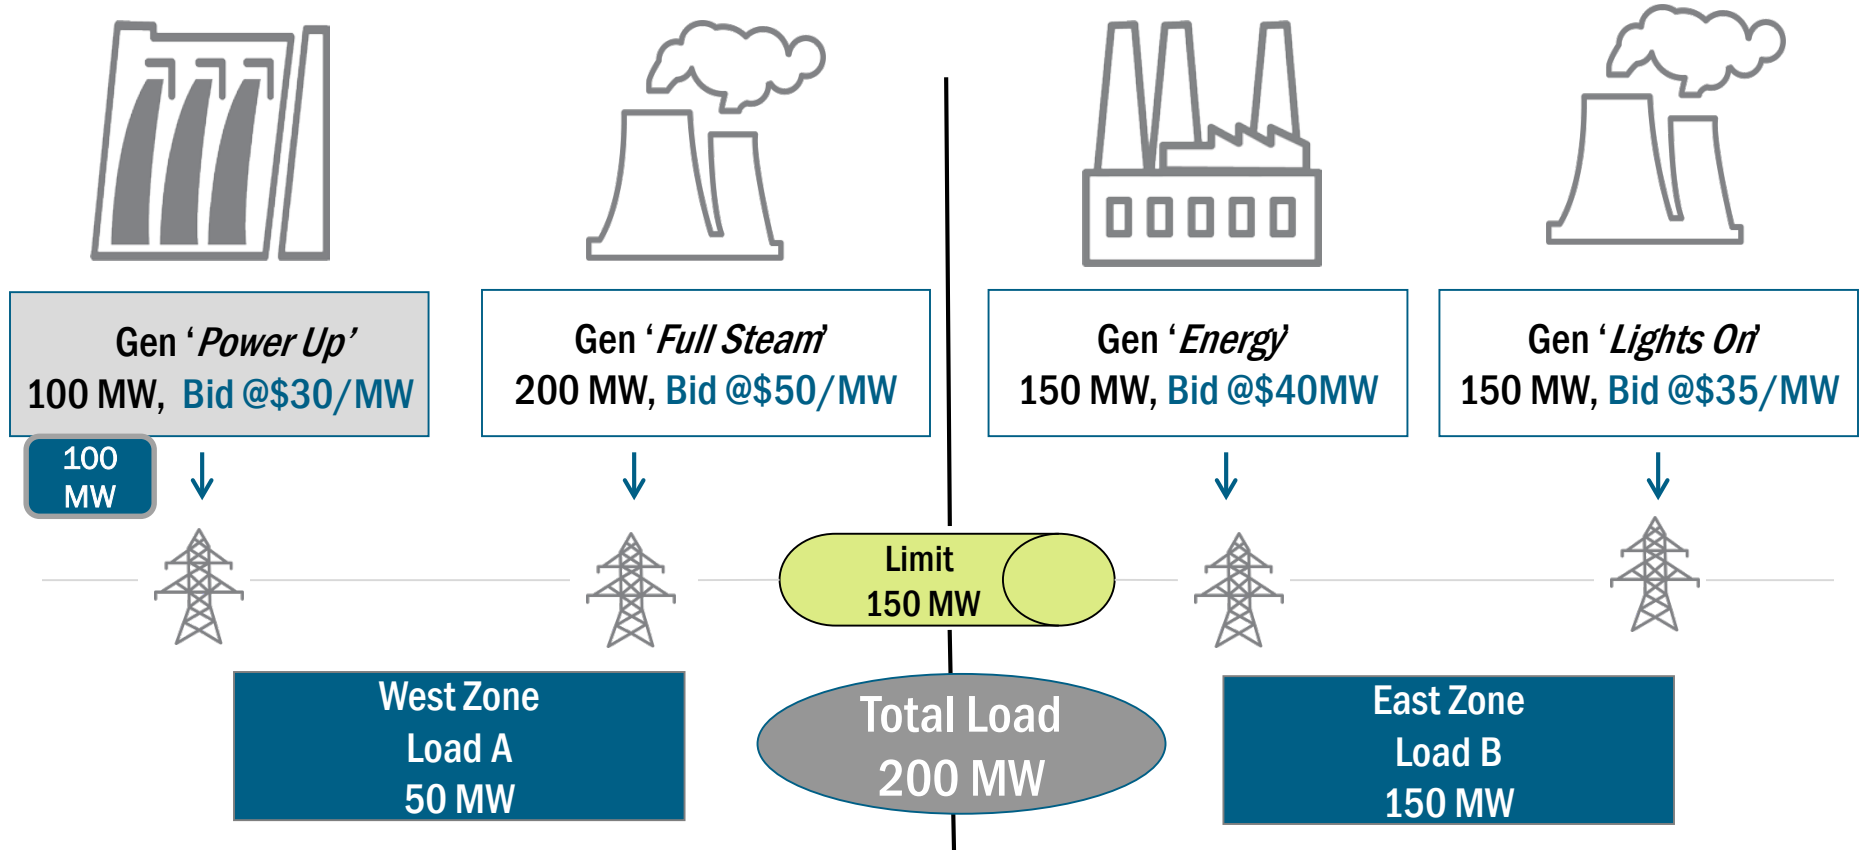 Gen ‘Power Up’
100 MW, Bid @$30/MW
Gen ‘Full Steam’
200 MW, Bid @$50/MW
Gen ‘Energy’
150 MW, Bid @$40MW
Gen ‘Lights On’
150 MW, Bid @$35/MW
100
MW
Limit
150 MW
West Zone
Load A
50 MW
Total Load
200 MW
East Zone
Load B
150 MW